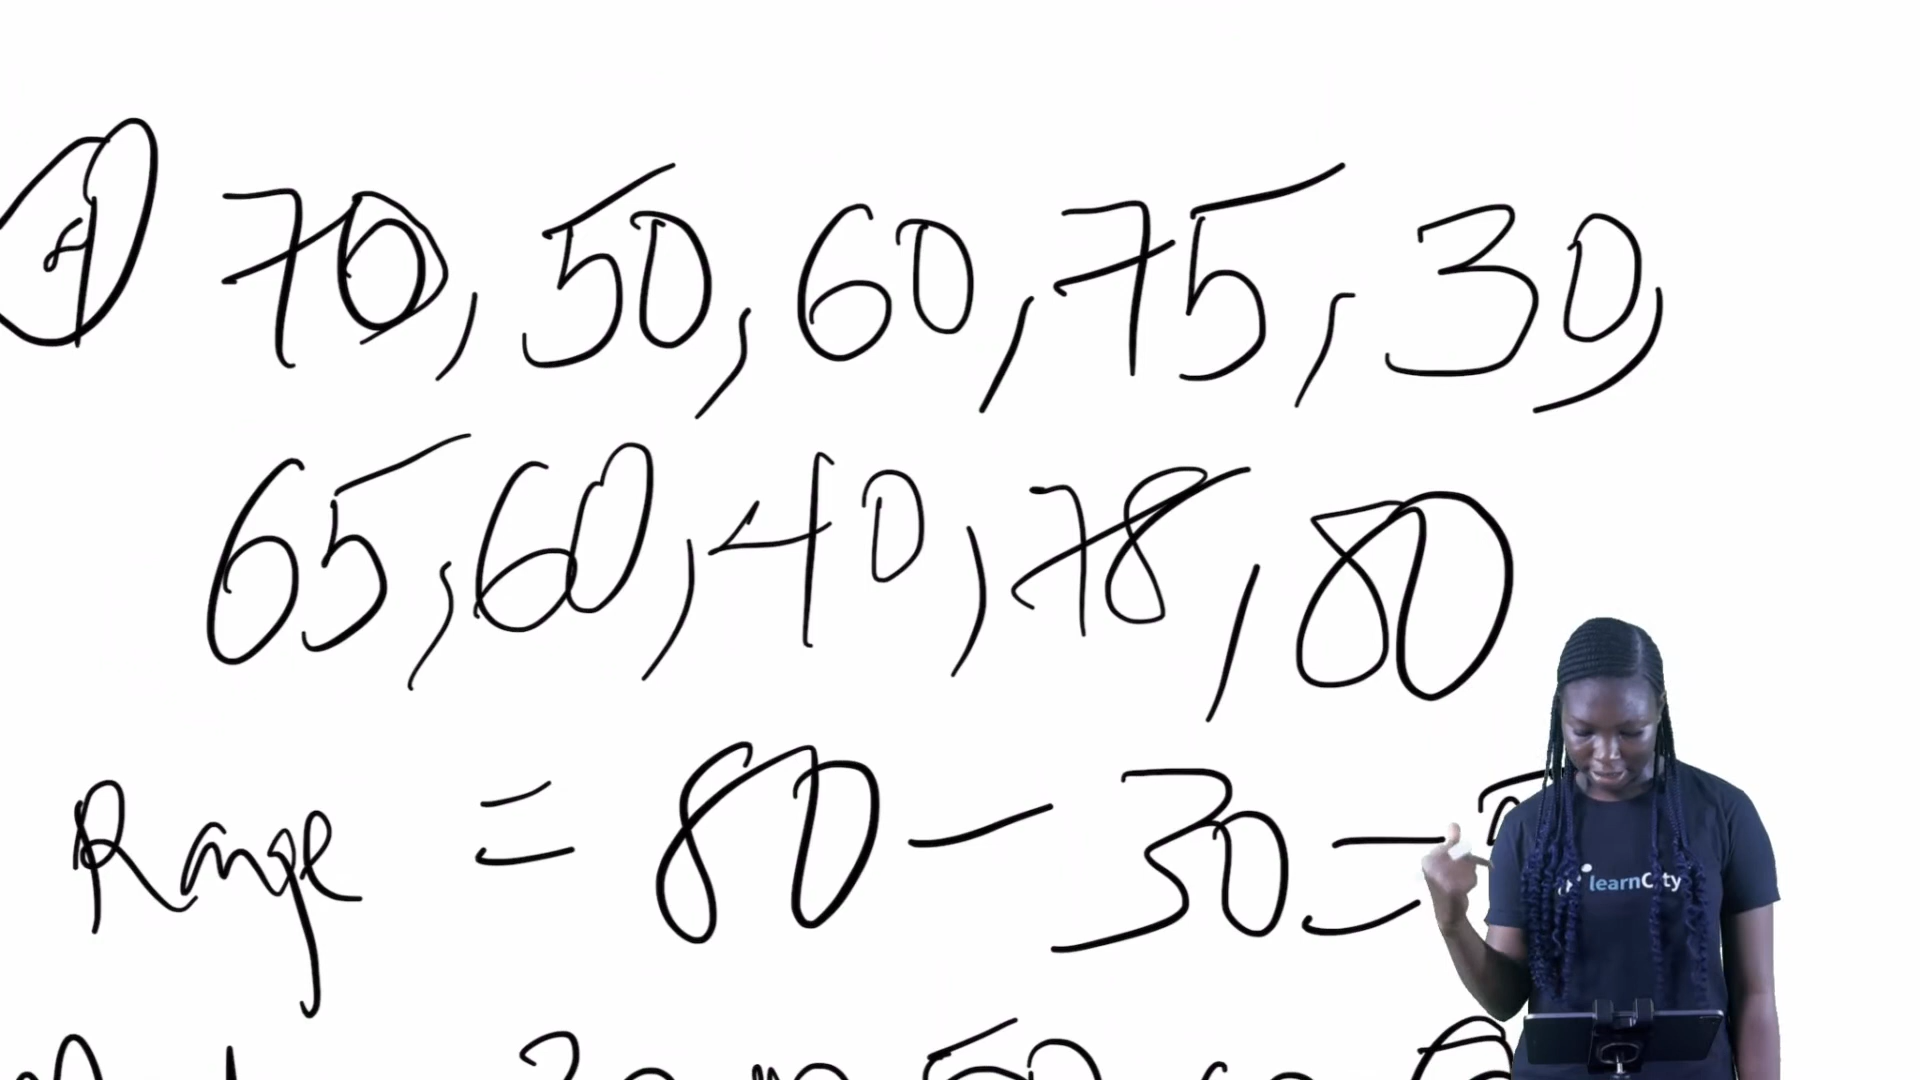 70, 50, 60, 75, 30,
65, 60, 40, 78, 80
Range = 80 - 30 =
learnCity